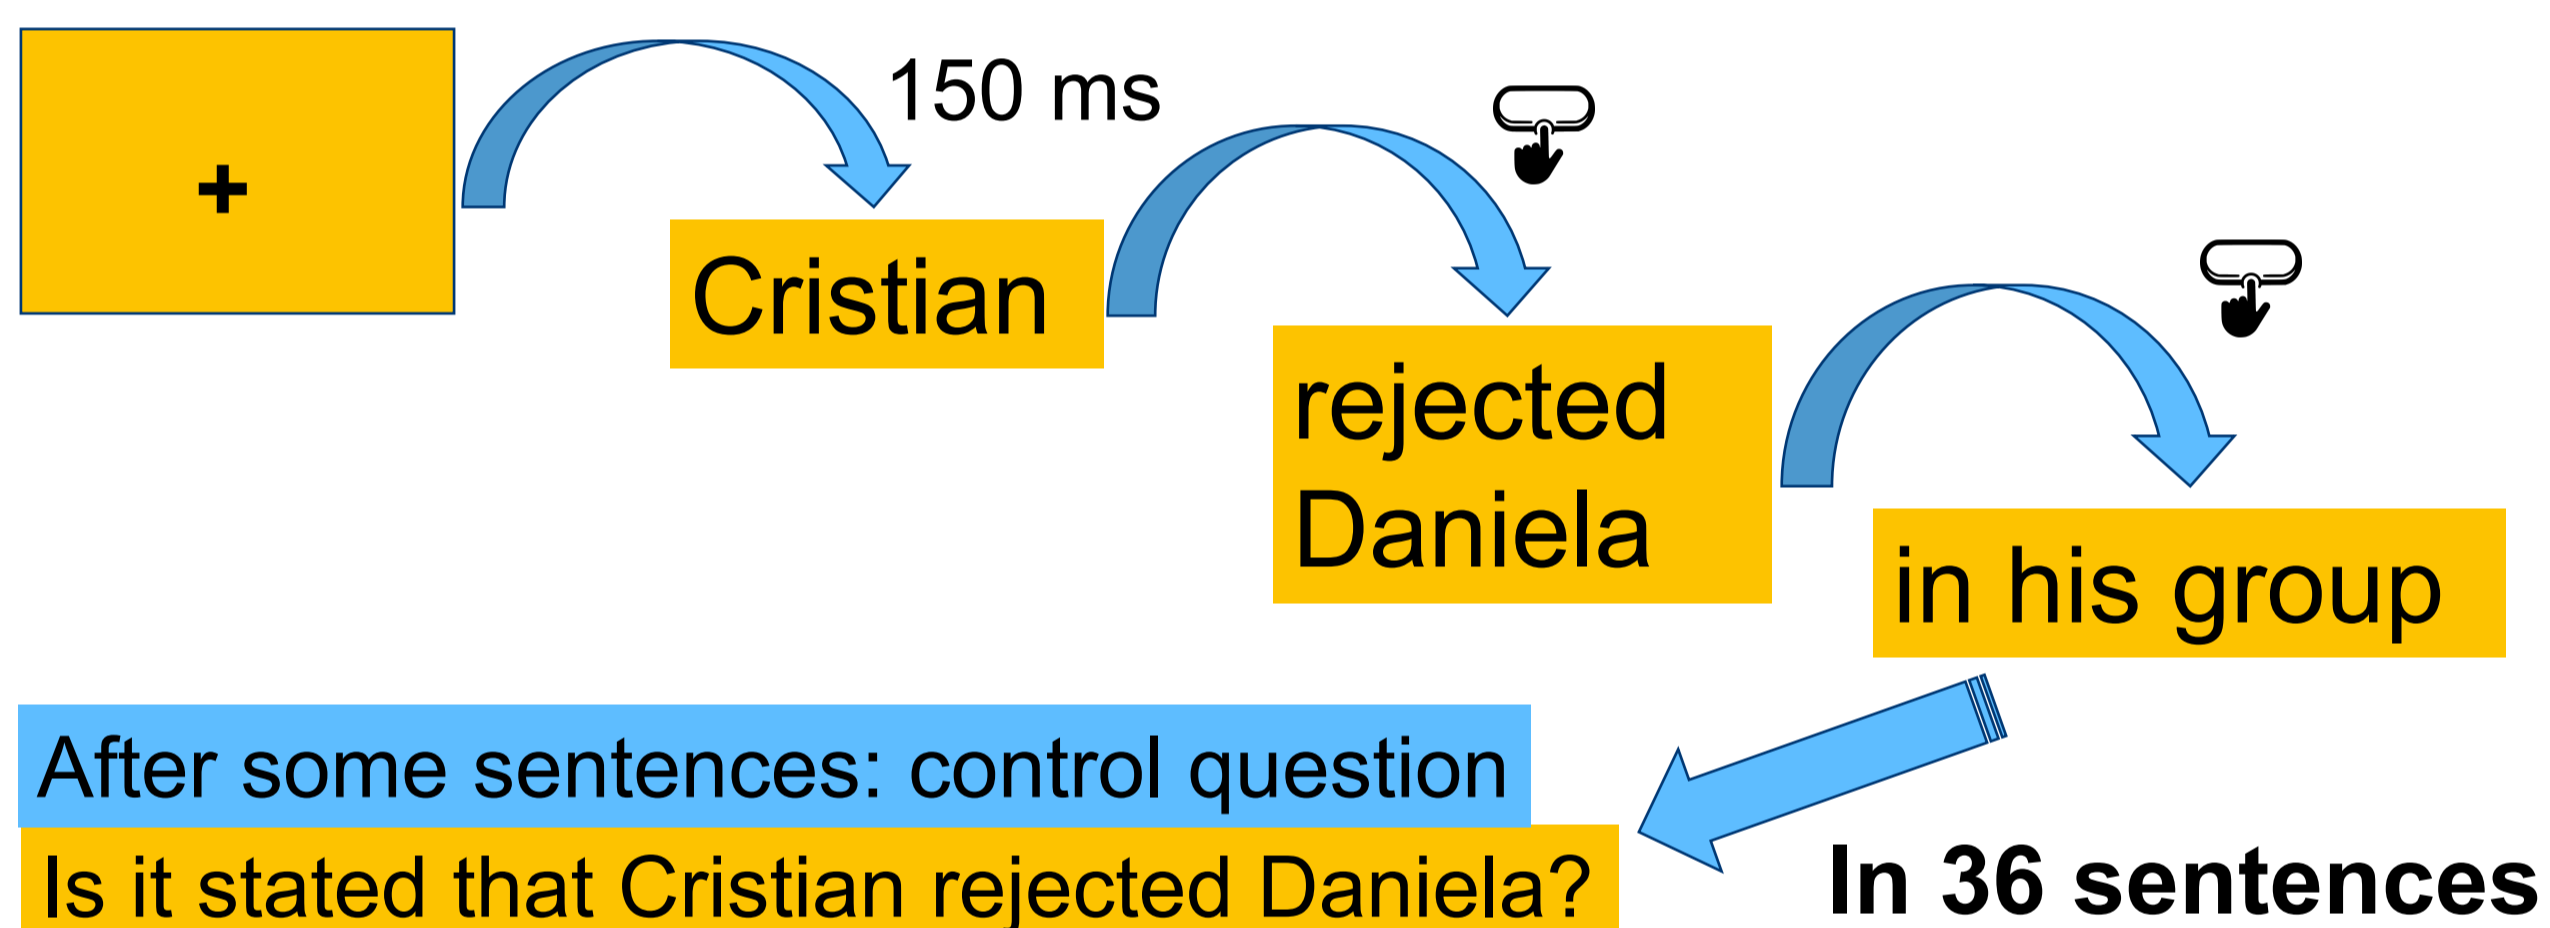 +
150 ms
Cristian
rejected
Daniela
in his group
After some sentences: control question
Is it stated that Cristian rejected Daniela?
In 36 sentences